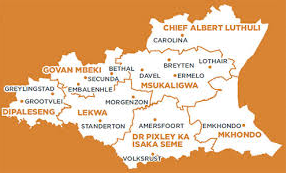 CHIEF ALBERT LUTHULI
CAROLINA
BREYTEN
LOTHAIR
GOVAN MBEKI
BETHAL
DAVEL
ERMELO
SECUNDA
MSUKALIGWA
GREYLINGSTAD
EMBALENHLE
GROOTVLEI
MORGENZON
DIPALESENG
LEKWA
STANDERTON
AMERSFOORT
EMKHONDO
DR PIXLEY KA
ISAKA SEME
MKHONDO
VOLKSRUST